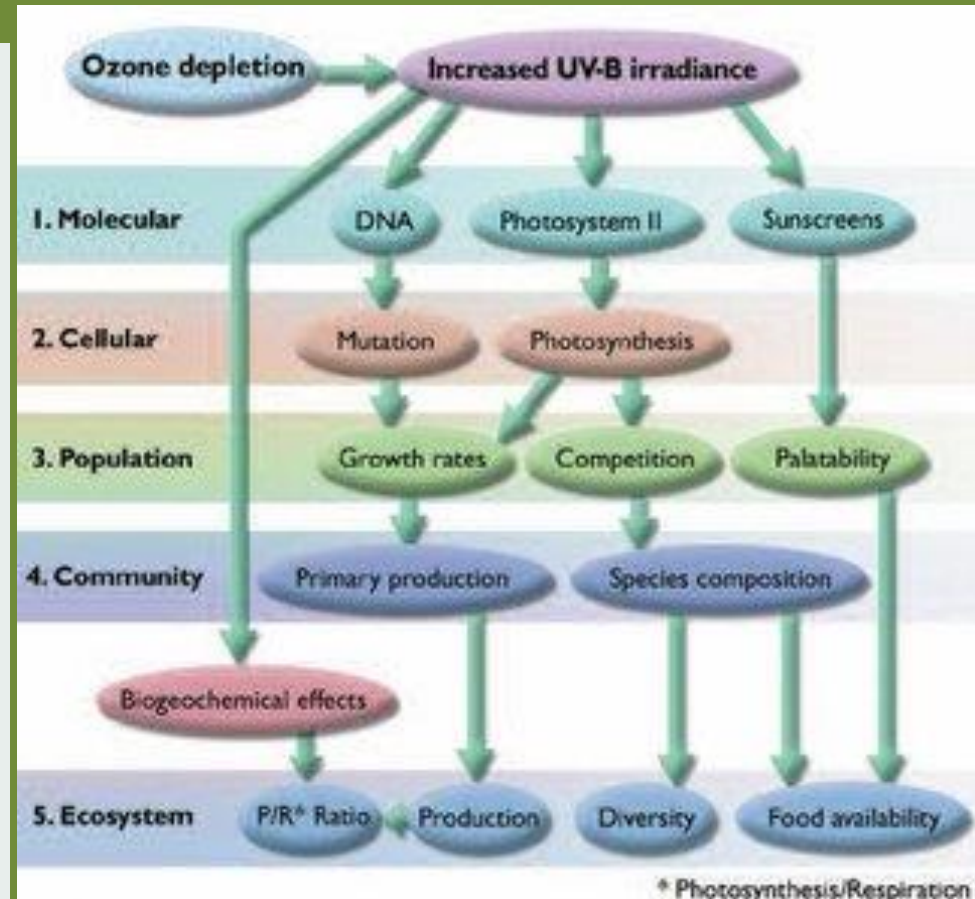 Ozone depletion
Increased UV-B irradiance
1. Molecular
DNA
Photosystem II
Sunscreens
2. Cellular
Mutation
Photosynthesis
3. Population
Growth rates
Competition
Palatability
4. Community
Primary production
Species composition
Biogeochemical effects
5. Ecosystem
P/R* Ratio
Production
Diversity
Food availability
* Photosynthesis/Respiration